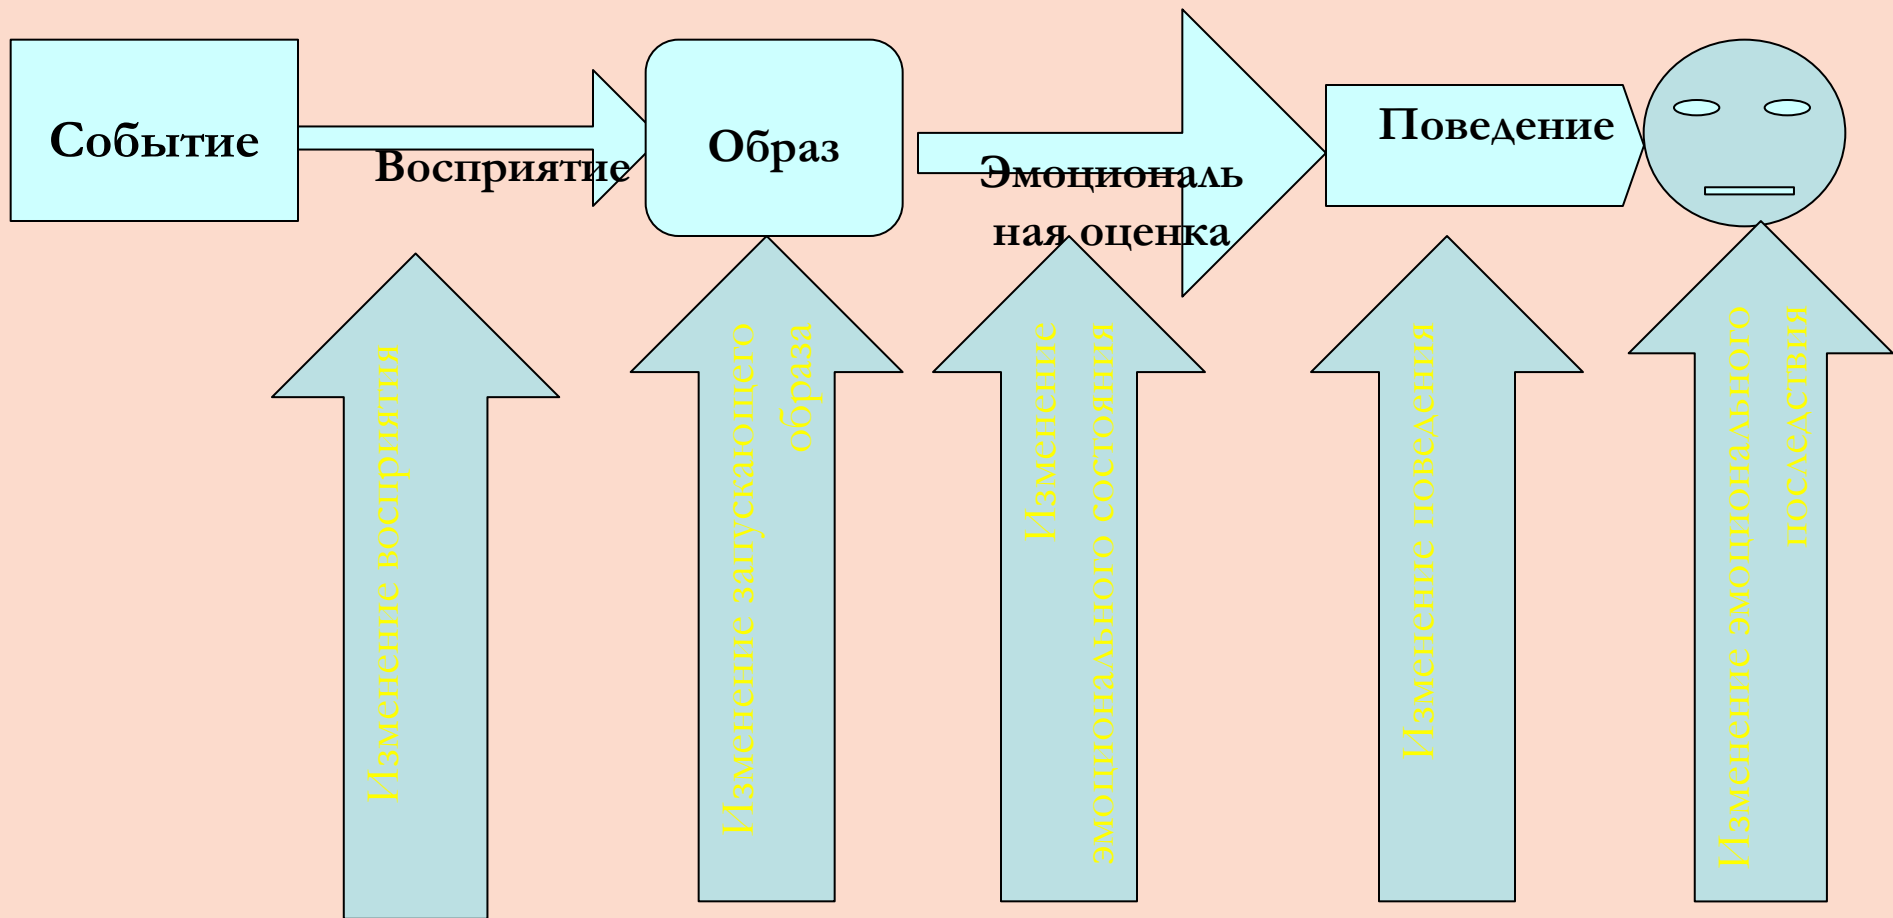 Событие
Восприятие
Образ
Эмоциональ
ная оценка
Поведение
Изменение восприятия
Изменение запускающего
образа
Изменение
эмоционального состояния
Изменение поведения
Изменение эмоционального
последствия